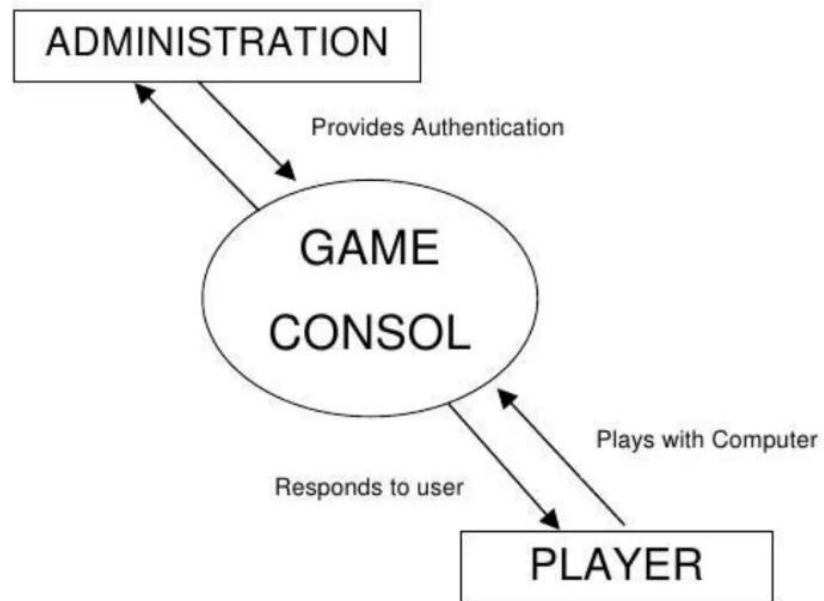 ADMINISTRATION
Provides Authentication
GAME
CONSOL
Plays with Computer
Responds to user
PLAYER